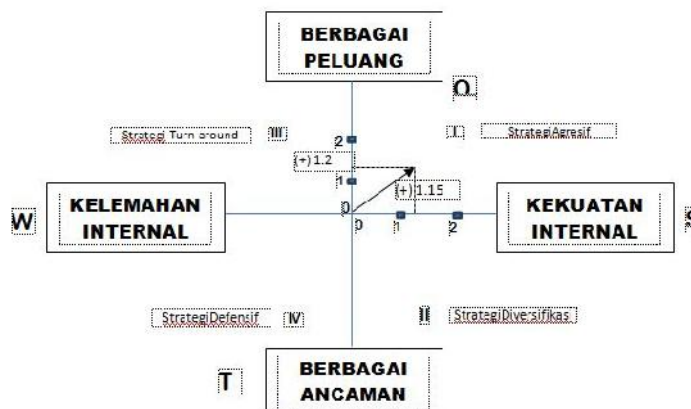 BERBAGAI
PELUANG
O
Strategi Turn around
III
I
StrategiAgresif
2
(+) 1.2
1
(+) 1.15
0
0
1
2
W
KELEMAHAN
INTERNAL
KEKUATAN
INTERNAL
S
StrategiDefensif
IV
II
StrategiDiversifikas
T
BERBAGAI
ANCAMAN